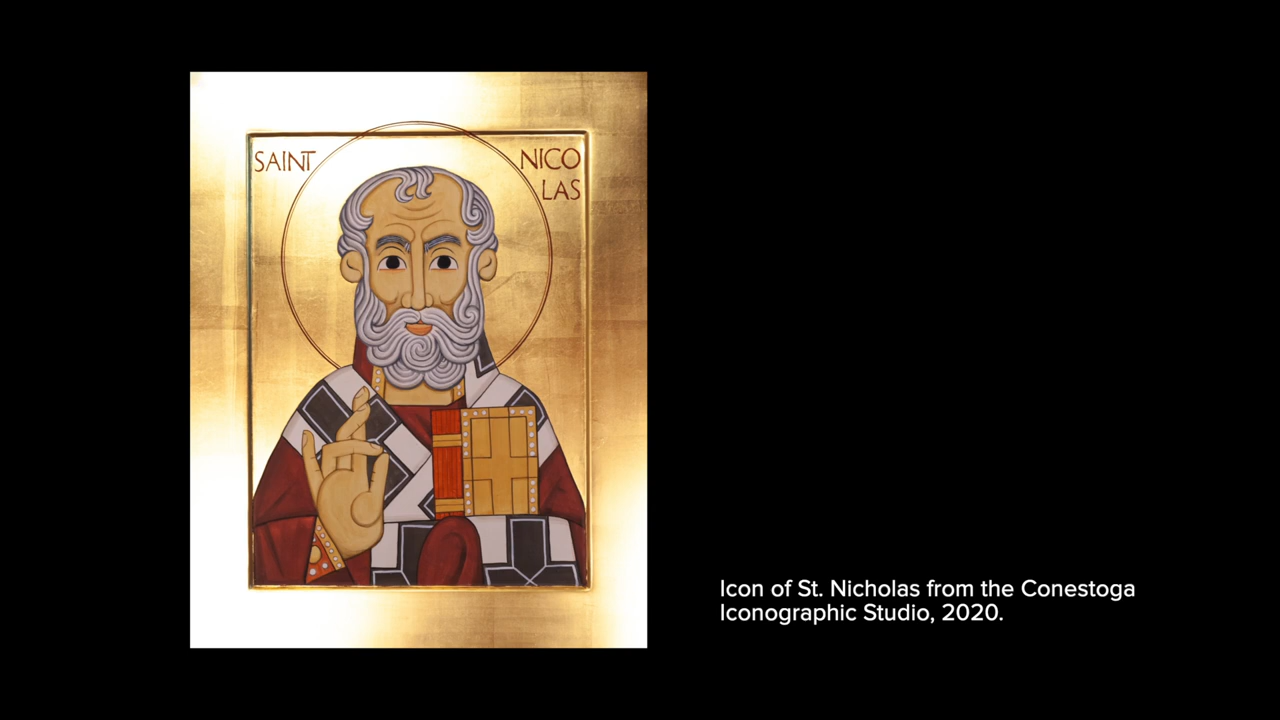 SAINT
NICO
LAS
Icon of St. Nicholas from the Conestoga
Iconographic Studio, 2020.